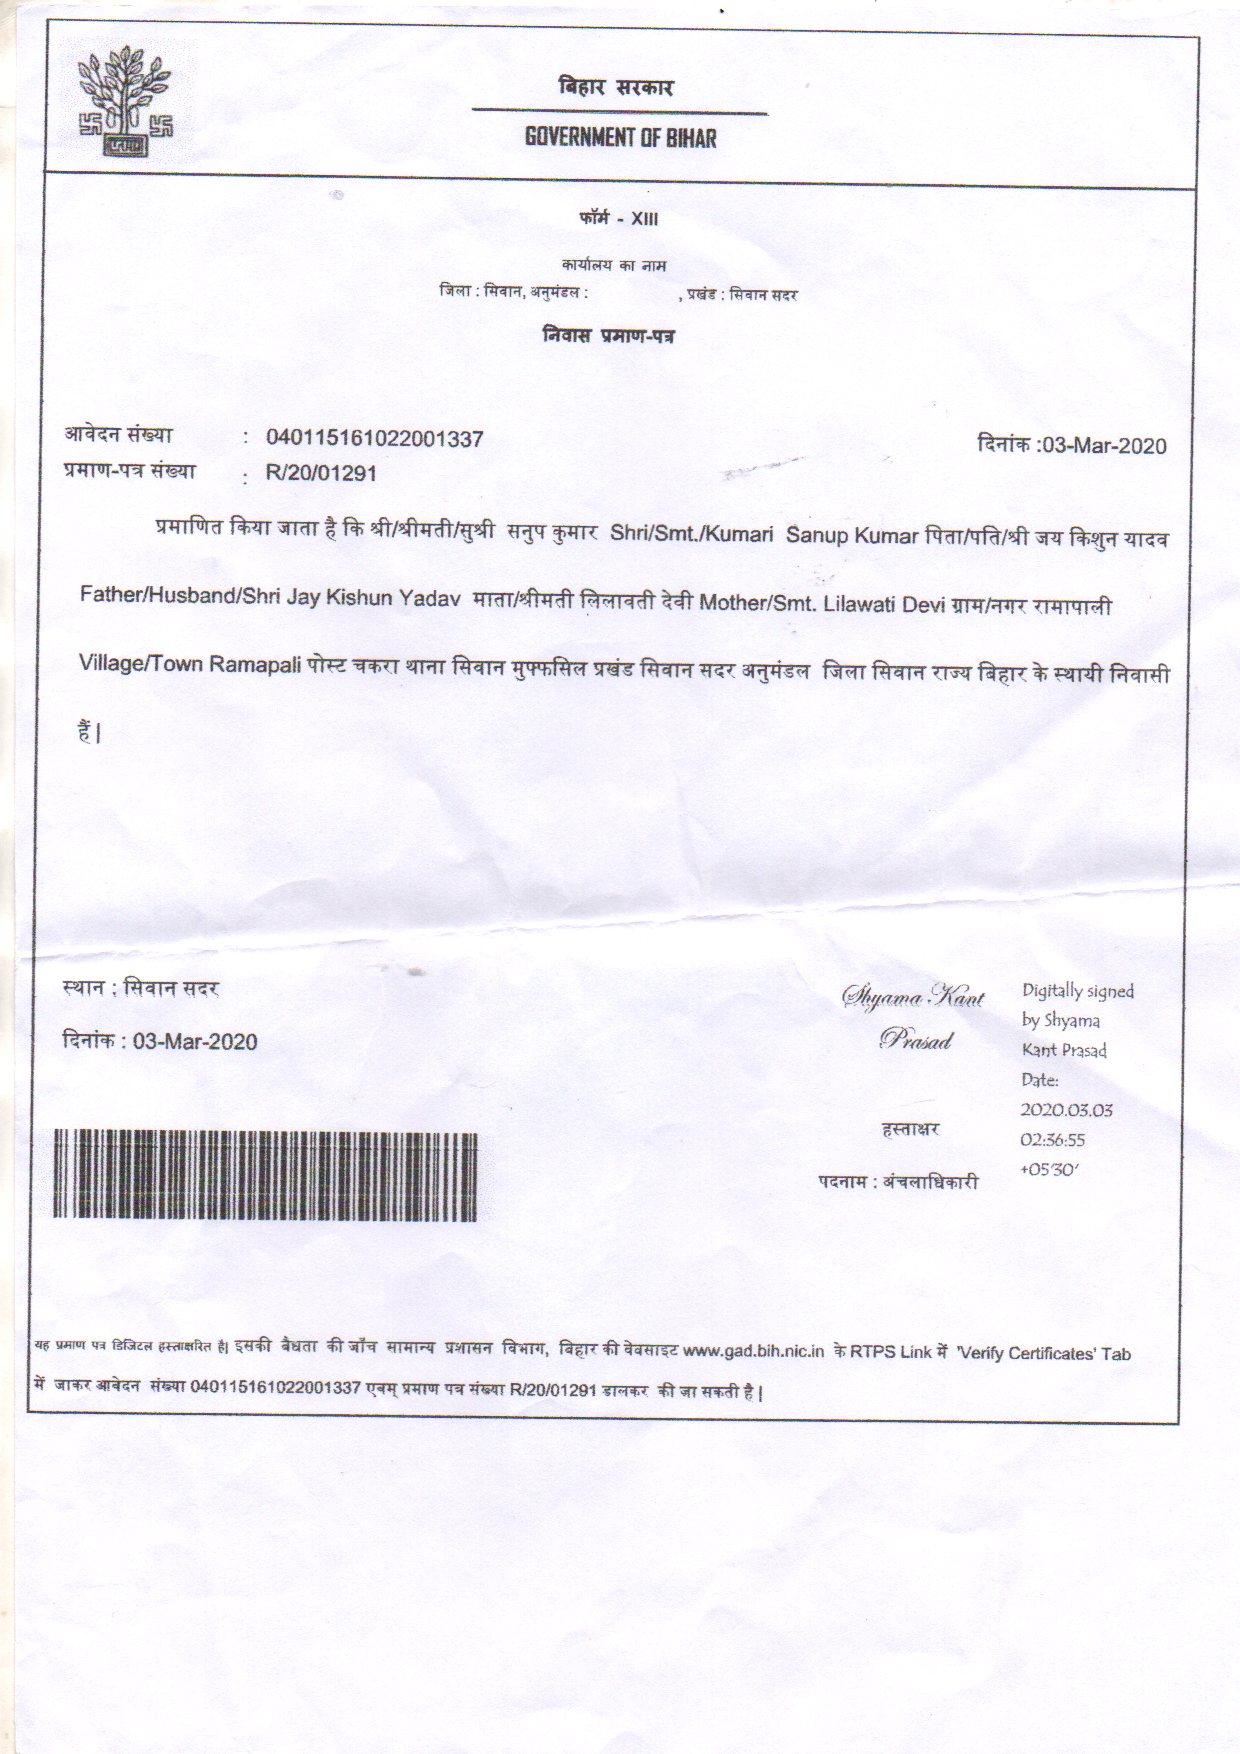 बिहार सरकार
GOVERNMENT OF BIHAR
फॉर्म - XIII
कार्यालय का नाम
जिला : सिवान, अनुमंडल : , प्रखंड : सिवान सदर
निवास प्रमाण-पत्र
आवेदन संख्या : 040115161022001337 दिनांक :03-Mar-2020
प्रमाण-पत्र संख्या : R/20/01291
प्रमाणित किया जाता है कि श्री/श्रीमती/सुश्री सनुप कुमार Shri/Smt./Kumari Sanup Kumar पिता/पति/श्री जय किशुन यादव
Father/Husband/Shri Jay Kishun Yadav माता/श्रीमती लिलावती देवी Mother/Smt. Lilawati Devi ग्राम/नगर रामापाली
Village/Town Ramapali पोस्ट चकरा थाना सिवान मुफ्फसिल प्रखंड सिवान सदर अनुमंडल जिला सिवान राज्य बिहार के स्थायी निवासी
हैं|
स्थान : सिवान सदर
दिनांक : 03-Mar-2020
Shyama Kant
Prasad
Digitally signed
by Shyama
Kant Prasad
Date:
2020.03.03
02:36:55
+05'30'
हस्ताक्षर
पदनाम : अंचलाधिकारी
यह प्रमाण पत्र डिजिटल हस्ताक्षरित है| इसकी बैधता की जाँच सामान्य प्रशासन विभाग, बिहार की वेवसाइट www.gad.bih.nic.in के RTPS Link में 'Verify Certificates' Tab
में जाकर आवेदन संख्या 040115161022001337 एवम् प्रमाण पत्र संख्या R/20/01291 डालकर की जा सकती है |